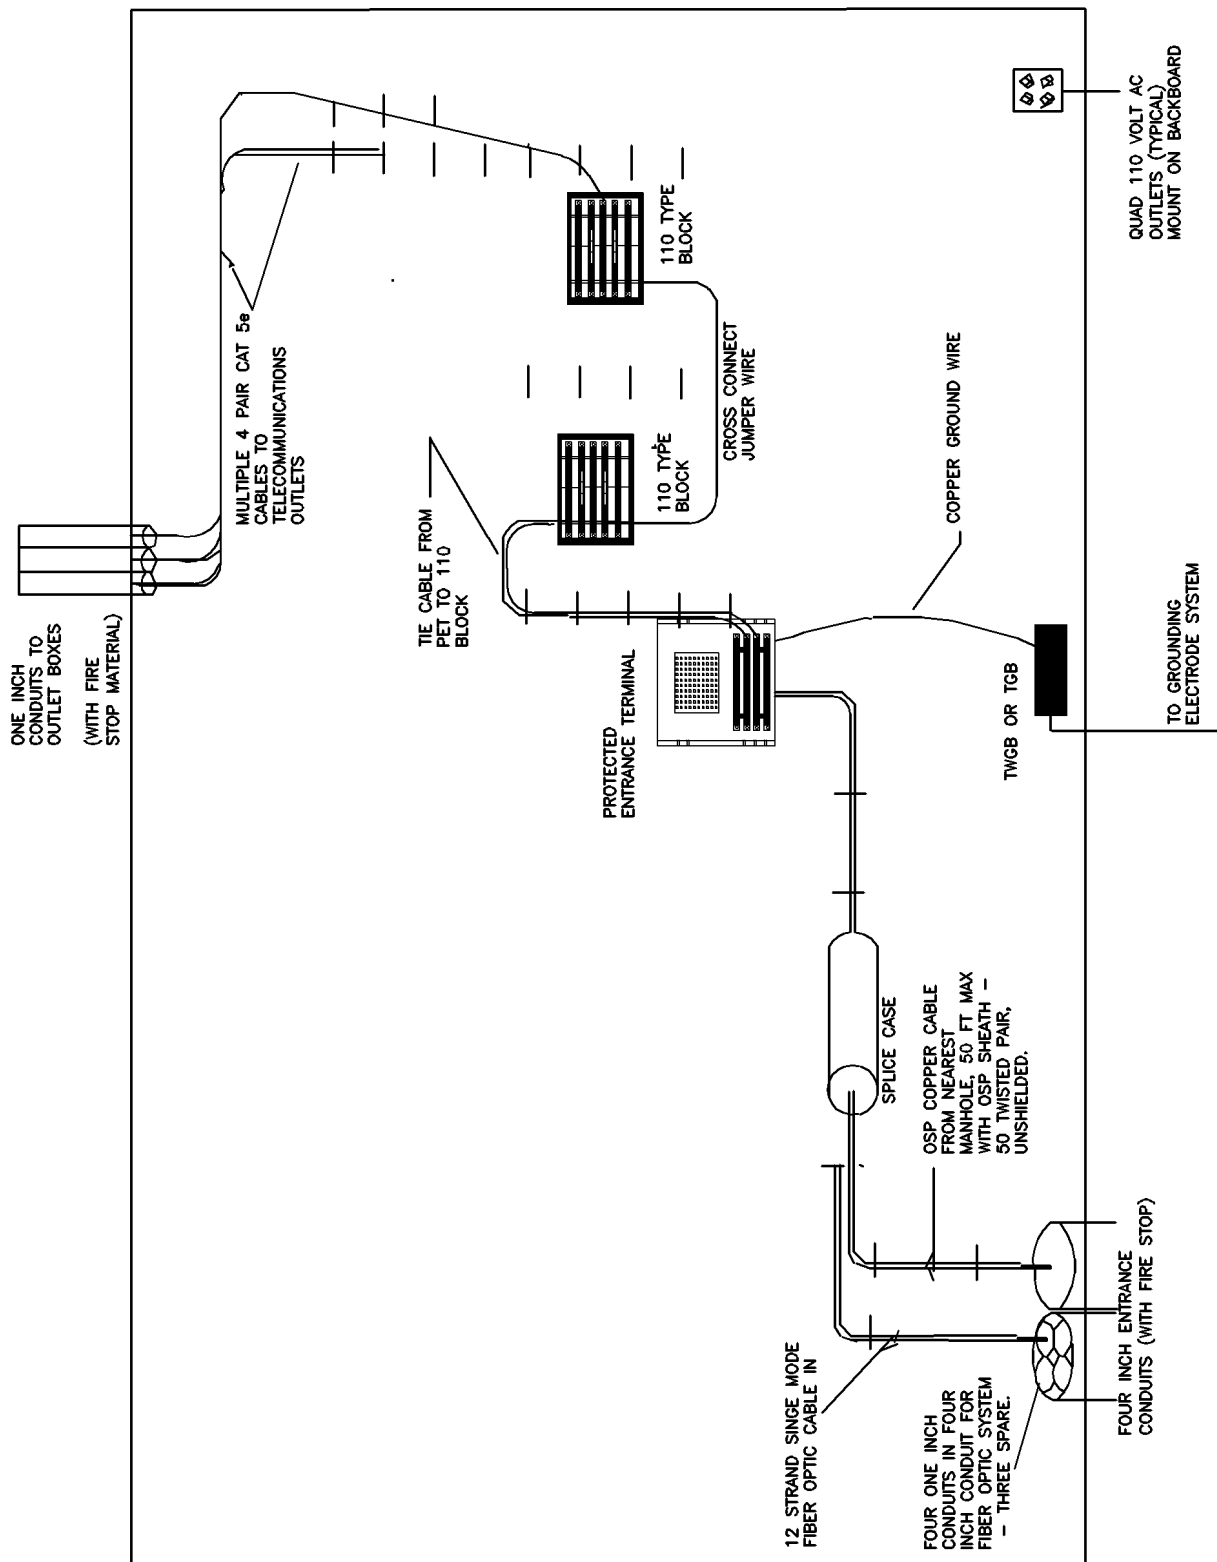 ONE INCH
CONDUITS TO
OUTLET BOXES
(WITH FIRE
STOP MATERIAL)
MULTIPLE 4 PAIR CAT 5e
CABLES TO
TELECOMMUNICATIONS
OUTLETS
TIE CABLE FROM
PET TO 110
BLOCK
110 TYPE
BLOCK
110 TYPE
BLOCK
CROSS CONNECT
JUMPER WIRE
QUAD 110 VOLT AC
OUTLETS (TYPICAL)
MOUNT ON BACKBOARD
PROTECTED
ENTRANCE TERMINAL
COPPER GROUND WIRE
TWGB OR TGB
TO GROUNDING
ELECTRODE SYSTEM
SPLICE CASE
OSP COPPER CABLE
FROM NEAREST
MANHOLE, 50 FT MAX
WITH OSP SHEATH –
50 TWISTED PAIR,
UNSHIELDED.
12 STRAND SINGE MODE
FIBER OPTIC CABLE IN
FOUR ONE INCH
CONDUITS IN FOUR
INCH CONDUIT FOR
FIBER OPTIC SYSTEM
– THREE SPARE.
FOUR INCH ENTRANCE
CONDUITS (WITH FIRE STOP)